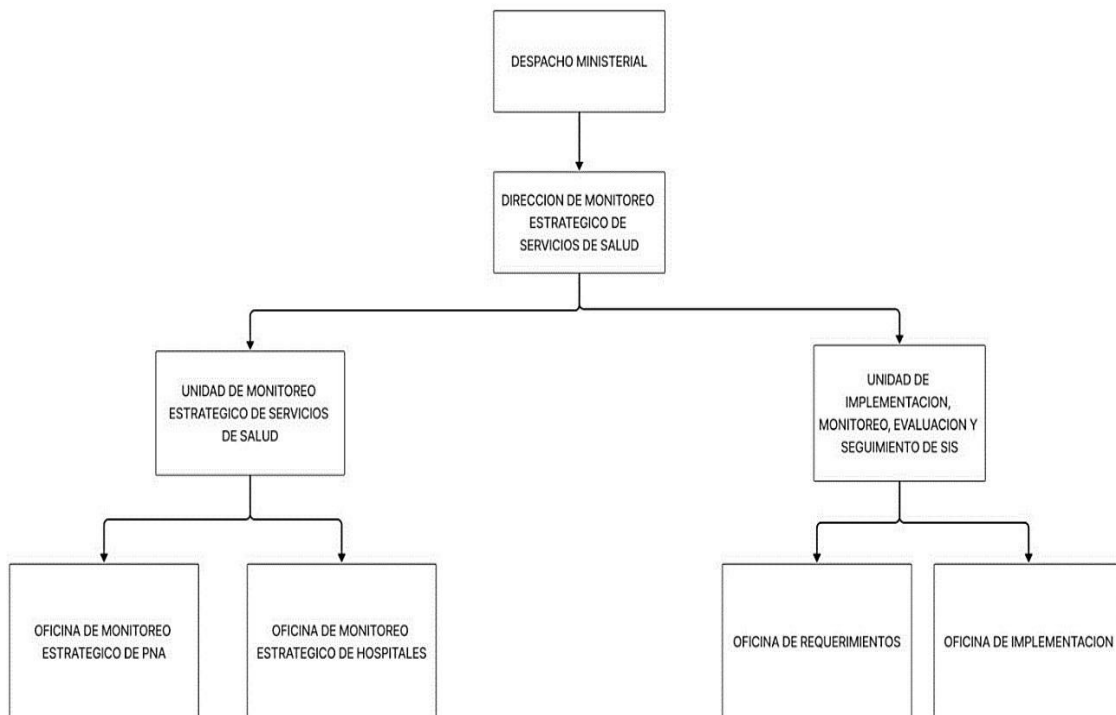 DESPACHO MINISTERIAL
DIRECCION DE MONITOREO
ESTRATEGICO DE
SERVICIOS DE SALUD
UNIDAD DE MONITOREO
ESTRATEGICO DE SERVICIOS
DE SALUD
UNIDAD DE
IMPLEMENTACION,
MONITOREO, EVALUACION Y
SEGUIMIENTO DE SIS
OFICINA DE MONITOREO
ESTRATEGICO DE PNA
OFICINA DE MONITOREO
ESTRATEGICO DE HOSPITALES
OFICINA DE REQUERIMIENTOS
OFICINA DE IMPLEMENTACION